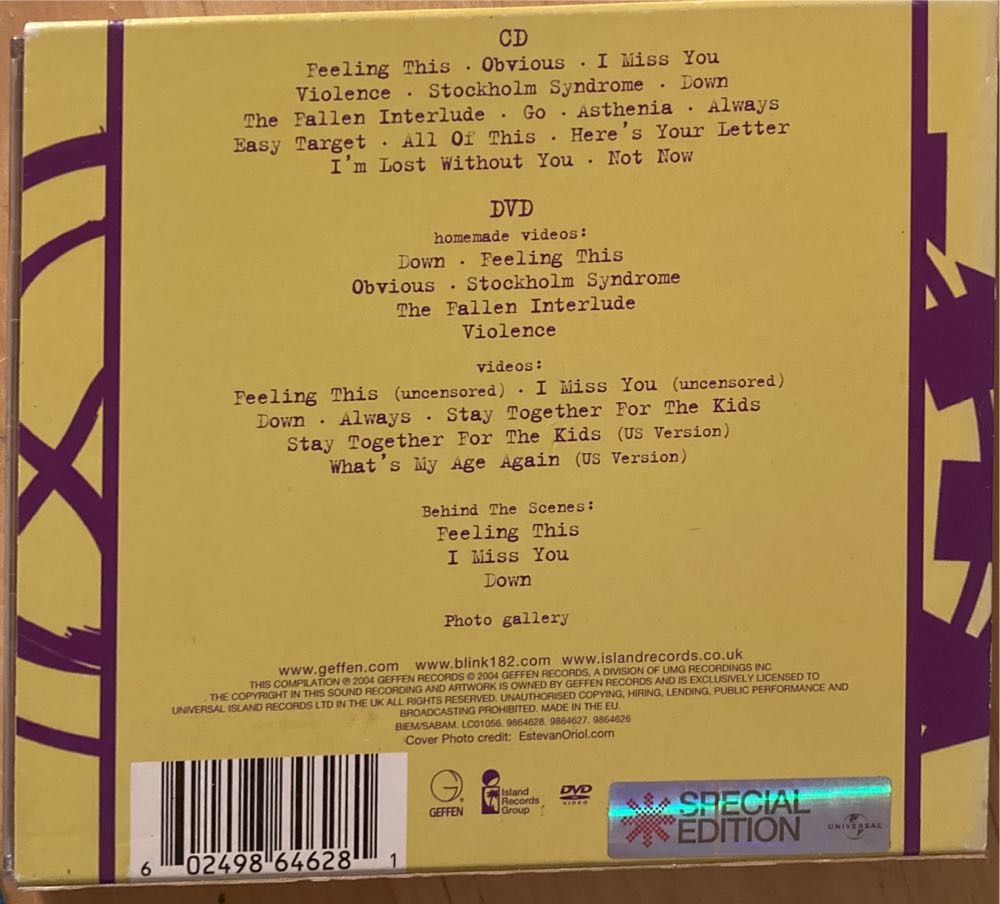 CD
Feeling This . Obvious . I Miss You
Violence . Stockholm Syndrome . Down
The Fallen Interlude . Go . Asthenia . Always
Easy Target . All Of This . Here's Your Letter
I'm Lost Without You . Not Now
DVD
homemade videos:
Down . Feeling This
Obvious . Stockholm Syndrome
The Fallen Interlude
Violence
videos:
Feeling This (uncensored) . I Miss You (uncensored)
Down . Always . Stay Together For The Kids
Stay Together For The Kids (US Version)
What's My Age Again (US Version)
Behind The Scenes:
Feeling This
I Miss You
Down
Photo gallery
www.geffen.com www.blink182.com www.islandrecords.co.uk
THIS COMPILATION ℗ 2004 GEFFEN RECORDS © 2004 GEFFEN RECORDS, A DIVISION OF UMG RECORDINGS INC
. THE COPYRIGHT IN THIS SOUND RECORDING AND ARTWORK IS OWNED BY GEFFEN RECORDS AND IS EXCLUSIVELY LICENSED TO
UNIVERSAL ISLAND RECORDS LTD IN THE UK ALL RIGHTS RESERVED. UNAUTHORISED COPYING, HIRING, LENDING, PUBLIC PERFORMANCE AND
BROADCASTING PROHIBITED. MADE IN THE EU.
BIEM/SABAM. LC01056. 9864628. 9864627. 9864626
Cover Photo credit: EstevanOriol.com
6 02498 64628 1
G
GEFFEN
Island
Records
Group
DVD
VIDEO
SPECIAL
EDITION
UNIVERSAL